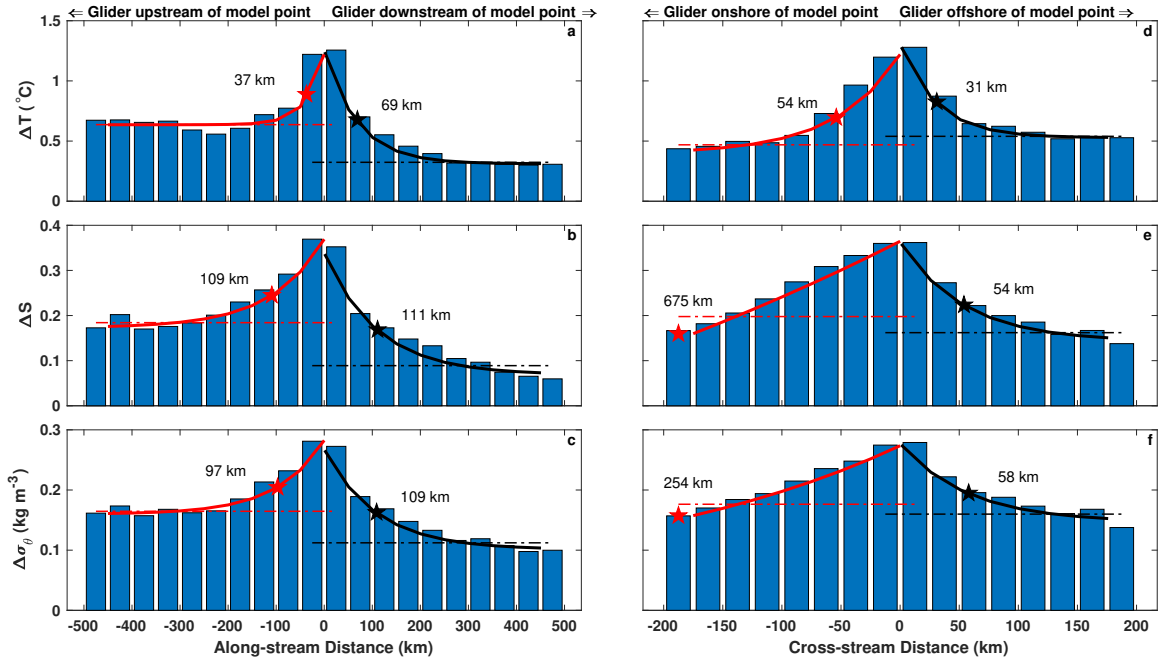 ⇐ Glider upstream of model point Glider downstream of model point ⇒
⇐ Glider onshore of model point Glider offshore of model point ⇒
a
1.5
1
0.5
0
ΔT (°C)
37 km
69 km
d
54 km
31 km
b
0.4
0.3
0.2
0.1
0
ΔS
109 km
111 km
e
675 km
54 km
c
0.3
0.2
0.1
0
Δσθ (kg m-3)
97 km
109 km
f
254 km
58 km
-500 -400 -300 -200 -100 0 100 200 300 400 500
Along-stream Distance (km)
-200 -150 -100 -50 0 50 100 150 200
Cross-stream Distance (km)